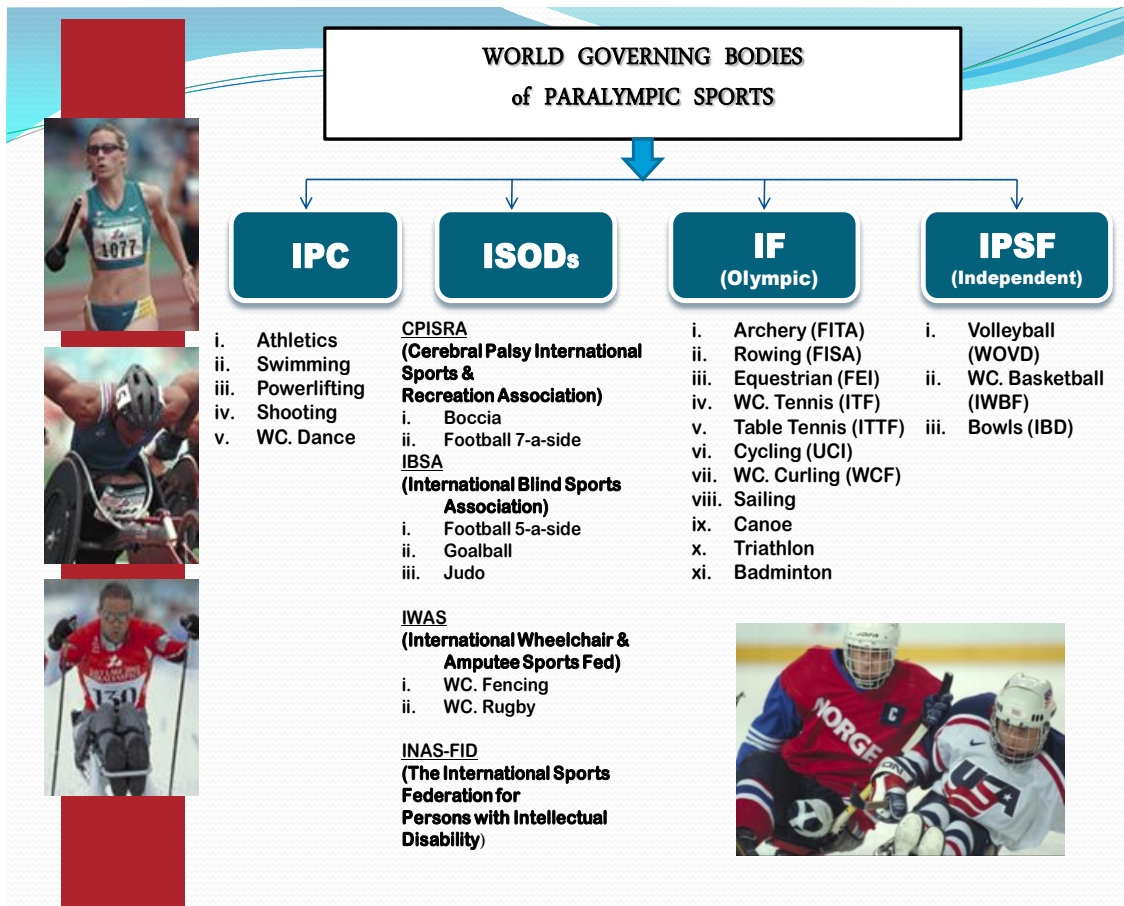 WORLD GOVERNING BODIES
of PARALYMPIC SPORTS
IPC
ISODs
IF
(Olympic)
IPSF
(Independent)
i. Athletics
ii. Swimming
iii. Powerlifting
iv. Shooting
v. WC. Dance
CPISRA
(Cerebral Palsy International
Sports &
Recreation Association)
i. Boccia
ii. Football 7-a-side
IBSA
(International Blind Sports
Association)
i. Football 5-a-side
ii. Goalball
iii. Judo
IWAS
(International Wheelchair &
Amputee Sports Fed)
i. WC. Fencing
ii. WC. Rugby
INAS-FID
(The International Sports
Federation for
Persons with Intellectual
Disability)
i. Archery (FITA)
ii. Rowing (FISA)
iii. Equestrian (FEI)
iv. WC. Tennis (ITF)
v. Table Tennis (ITTF)
vi. Cycling (UCI)
vii. WC. Curling (WCF)
viii. Sailing
ix. Canoe
x. Triathlon
xi. Badminton
i. Volleyball
(WOVD)
ii. WC. Basketball
(IWBF)
iii. Bowls (IBD)
1077
130
NORGE
C
USA